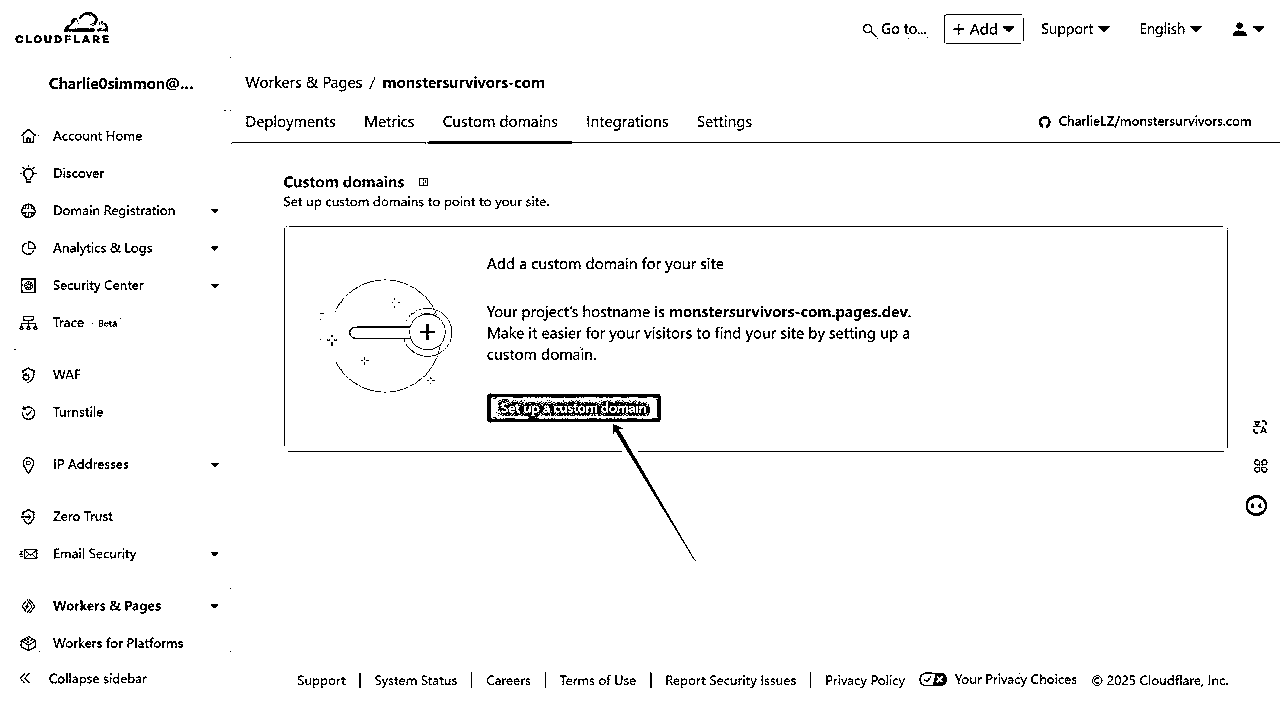 CLOUDFLARE
Go to...
+ Add
Support
English
Charlie0simmon@...
Workers & Pages / monstersurvivors-com
Deployments Metrics Custom domains Integrations Settings
CharlieLZ/monstersurvivors.com
Account Home
Discover
Domain Registration
Analytics & Logs
Security Center
Trace Beta
WAF
Turnstile
IP Addresses
Zero Trust
Email Security
Workers & Pages
Workers for Platforms
Collapse sidebar
Custom domains
Set up custom domains to point to your site.
Add a custom domain for your site
Your project's hostname is monstersurvivors-com.pages.dev.
Make it easier for your visitors to find your site by setting up a
custom domain.
Set up a custom domain
Support | System Status | Careers | Terms of Use | Report Security Issues | Privacy Policy Your Privacy Choices © 2025 Cloudflare, Inc.